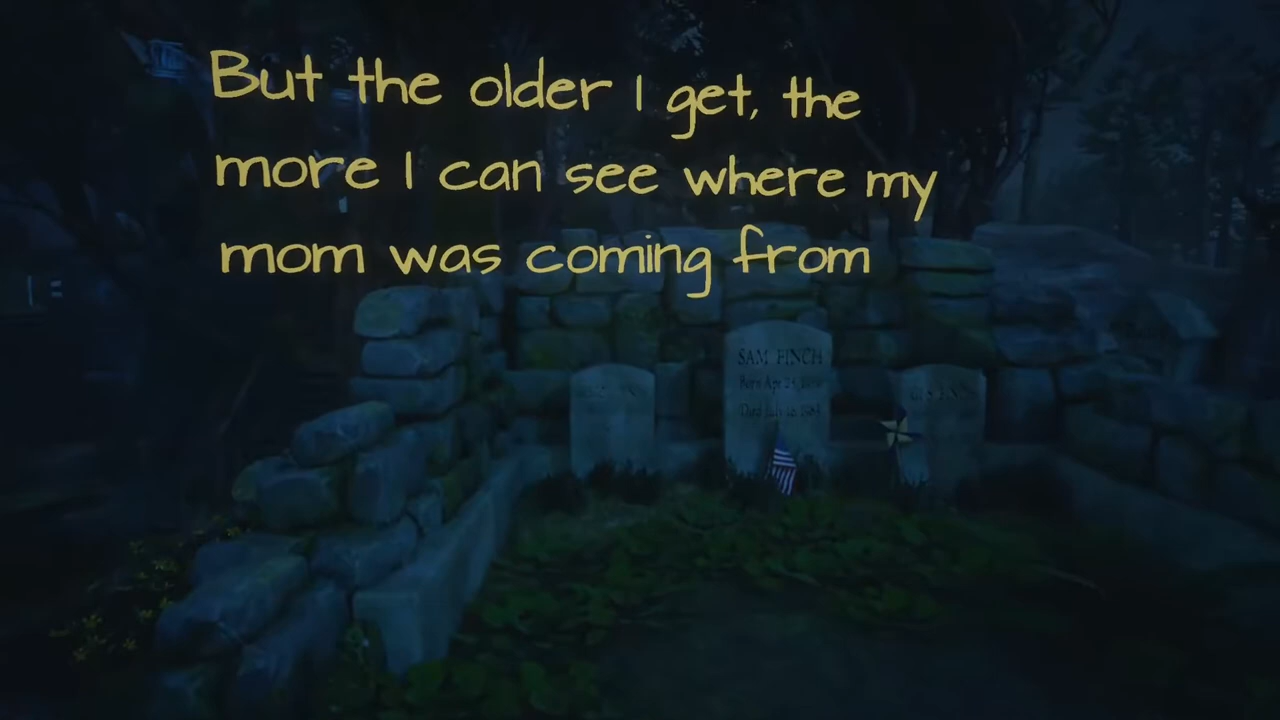 But the older I get, the
more I can see where my
mom was coming from
SAM FINCH